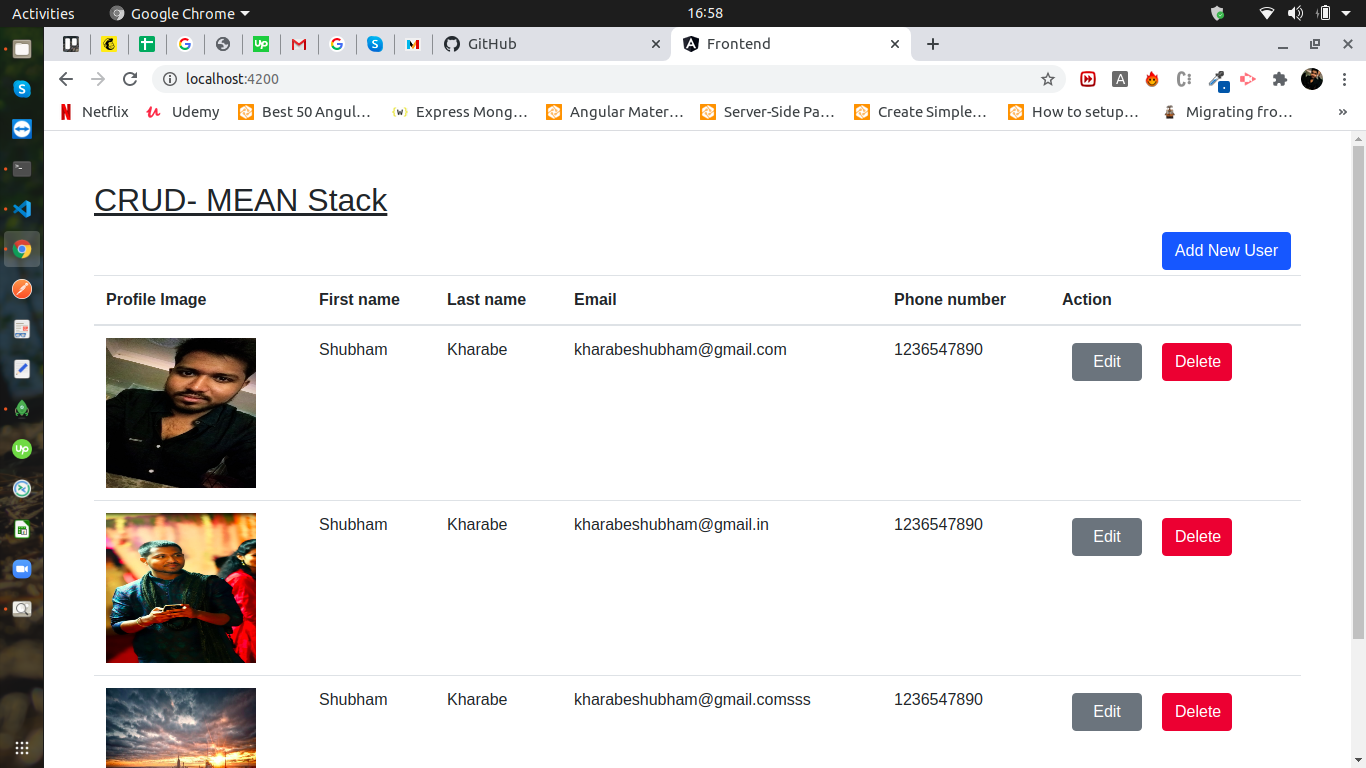 Activities Google Chrome 16:58
GitHub Frontend
localhost:4200
Netflix Udemy Best 50 Angul… Express Mong… Angular Mater… Server-Side Pa… Create Simple… How to setup… Migrating fro… »
CRUD- MEAN Stack
Add New User
Profile Image First name Last name Email Phone number Action
Shubham Kharabe kharabeshubham@gmail.com 1236547890 Edit Delete
Shubham Kharabe kharabeshubham@gmail.in 1236547890 Edit Delete
Shubham Kharabe kharabeshubham@gmail.comsss 1236547890 Edit Delete